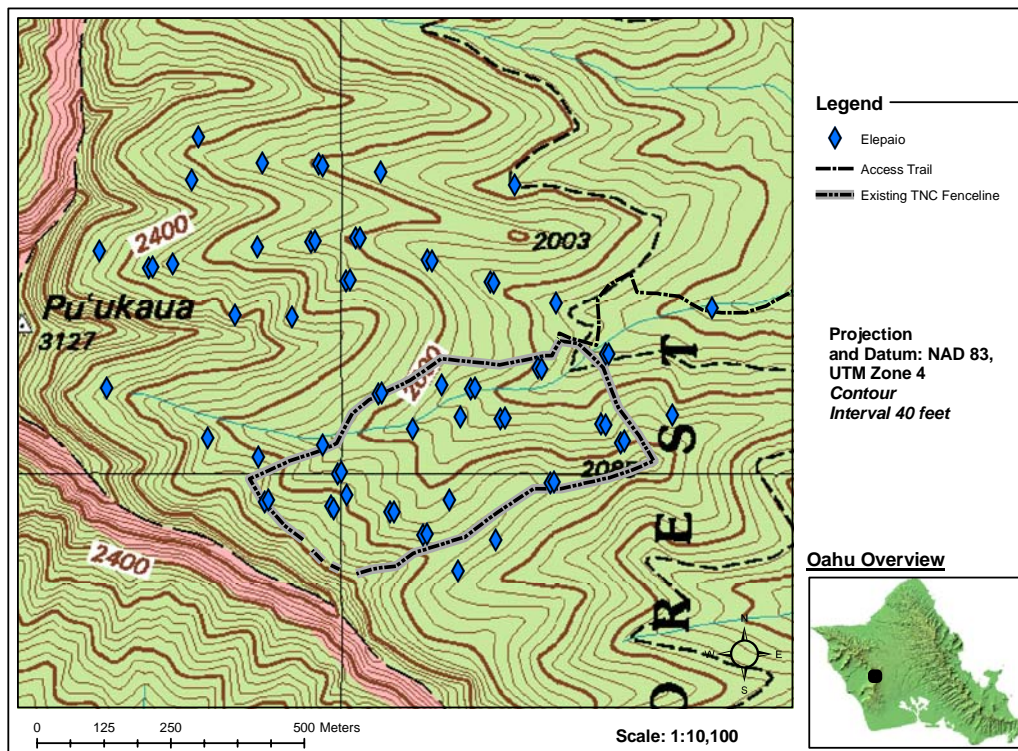 2400
2003
Pu'ukaua
3127
2000
2400
O R E S T
N
W E
S
0 125 250 500 Meters
Scale: 1:10,100
Legend
Elepaio
Access Trail
Existing TNC Fenceline
Projection
and Datum: NAD 83,
UTM Zone 4
Contour
Interval 40 feet
Oahu Overview